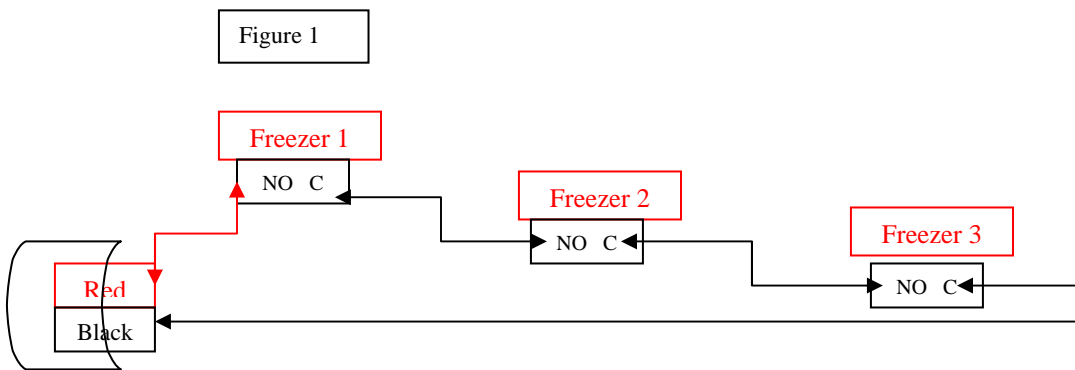 Figure 1
Freezer 1
NO C
Freezer 2
NO C
Freezer 3
NO C
Red
Black